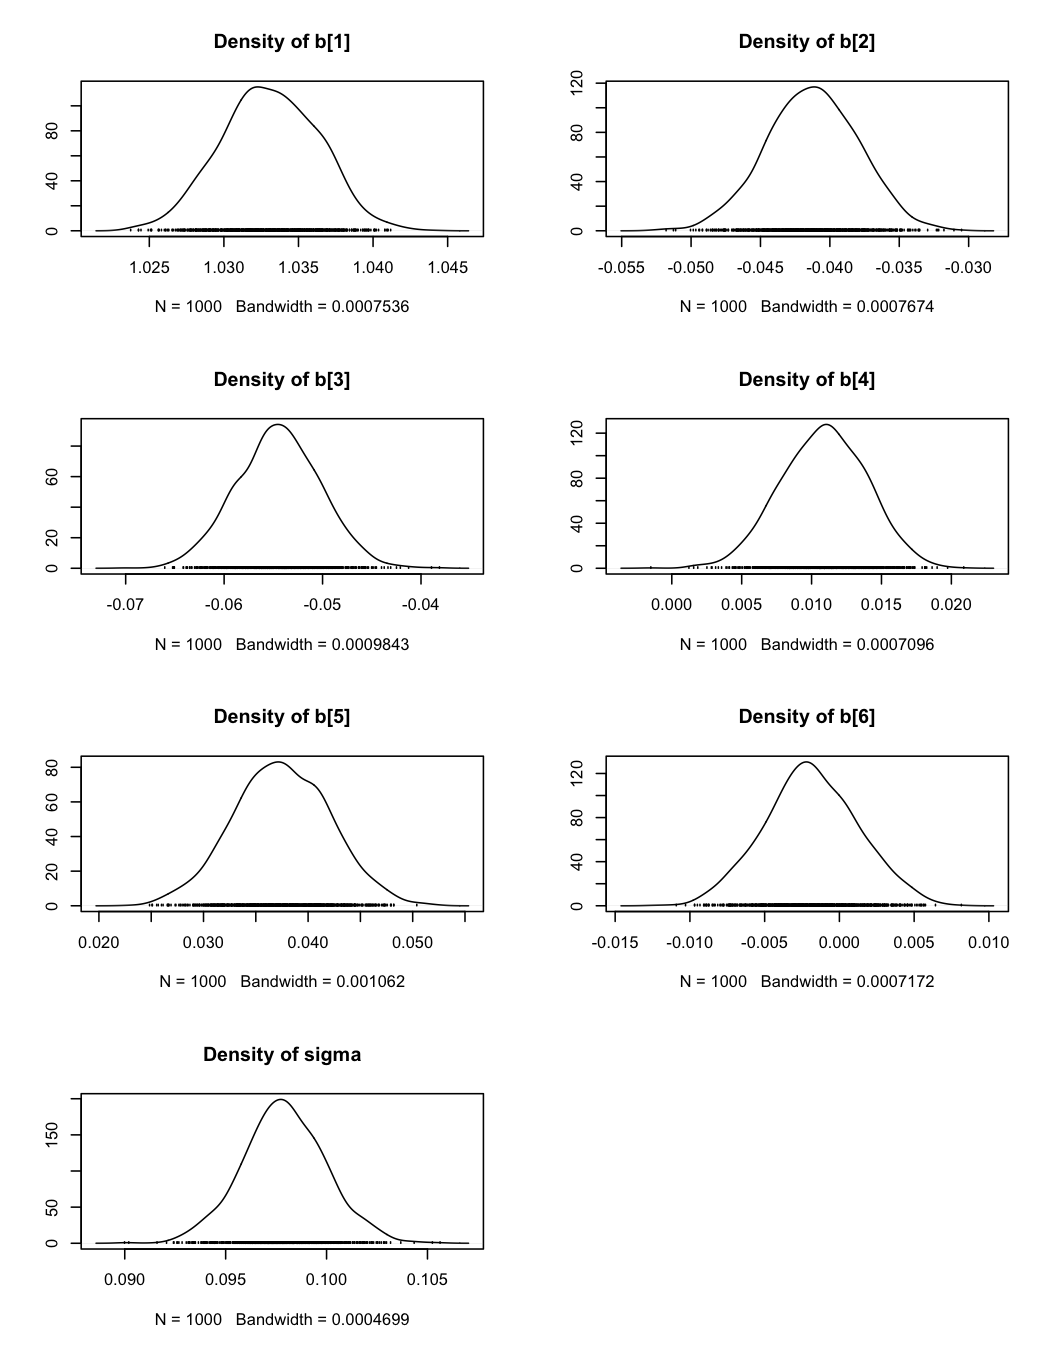 Density of b[1]
0 40 80
1.025 1.030 1.035 1.040 1.045
N = 1000 Bandwidth = 0.0007536
Density of b[2]
0 40 80 120
-0.055 -0.050 -0.045 -0.040 -0.035 -0.030
N = 1000 Bandwidth = 0.0007674
Density of b[3]
0 20 60
-0.07 -0.06 -0.05 -0.04
N = 1000 Bandwidth = 0.0009843
Density of b[4]
0 40 80 120
0.000 0.005 0.010 0.015 0.020
N = 1000 Bandwidth = 0.0007096
Density of b[5]
0 20 40 60 80
0.020 0.030 0.040 0.050
N = 1000 Bandwidth = 0.001062
Density of b[6]
0 40 80 120
-0.015 -0.010 -0.005 0.000 0.005 0.010
N = 1000 Bandwidth = 0.0007172
Density of sigma
0 50 150
0.090 0.095 0.100 0.105
N = 1000 Bandwidth = 0.0004699